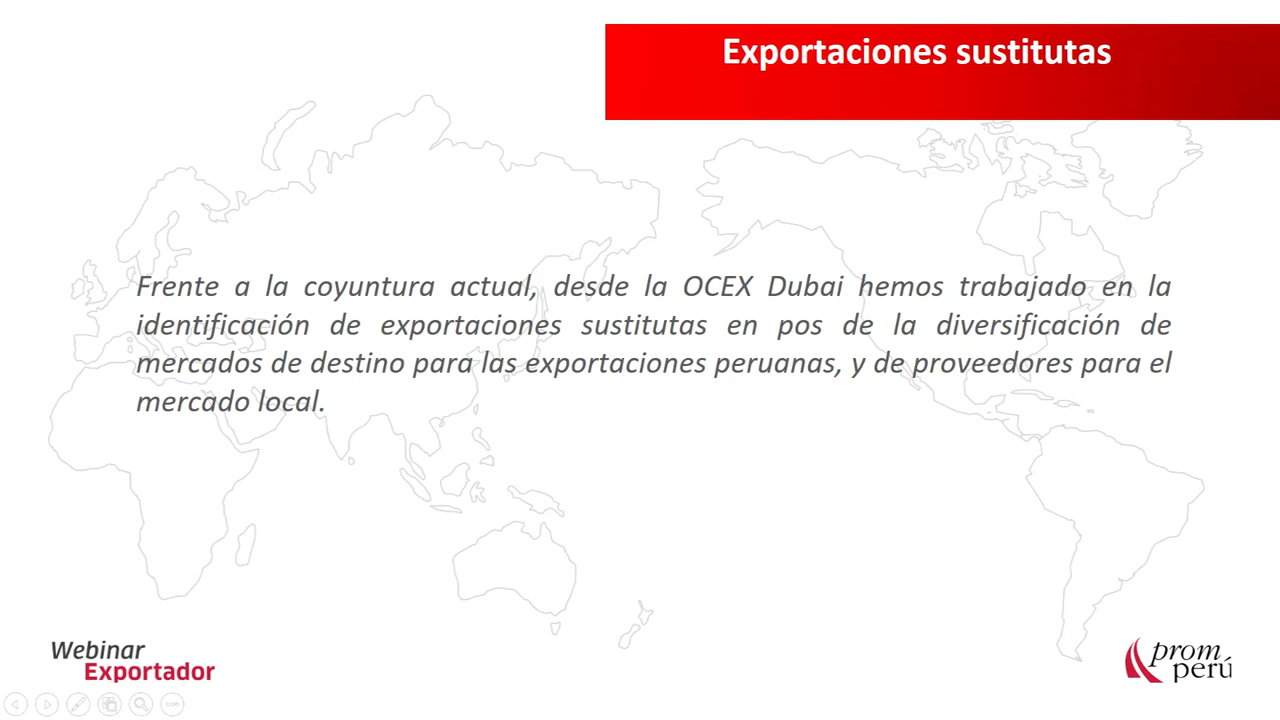 Exportaciones sustitutas
Frente a la coyuntura actual, desde la OCEX Dubai hemos trabajado en la
identificación de exportaciones sustitutas en pos de la diversificación de
mercados de destino para las exportaciones peruanas, y de proveedores para el
mercado local.
Webinar
Exportador
prom
perú